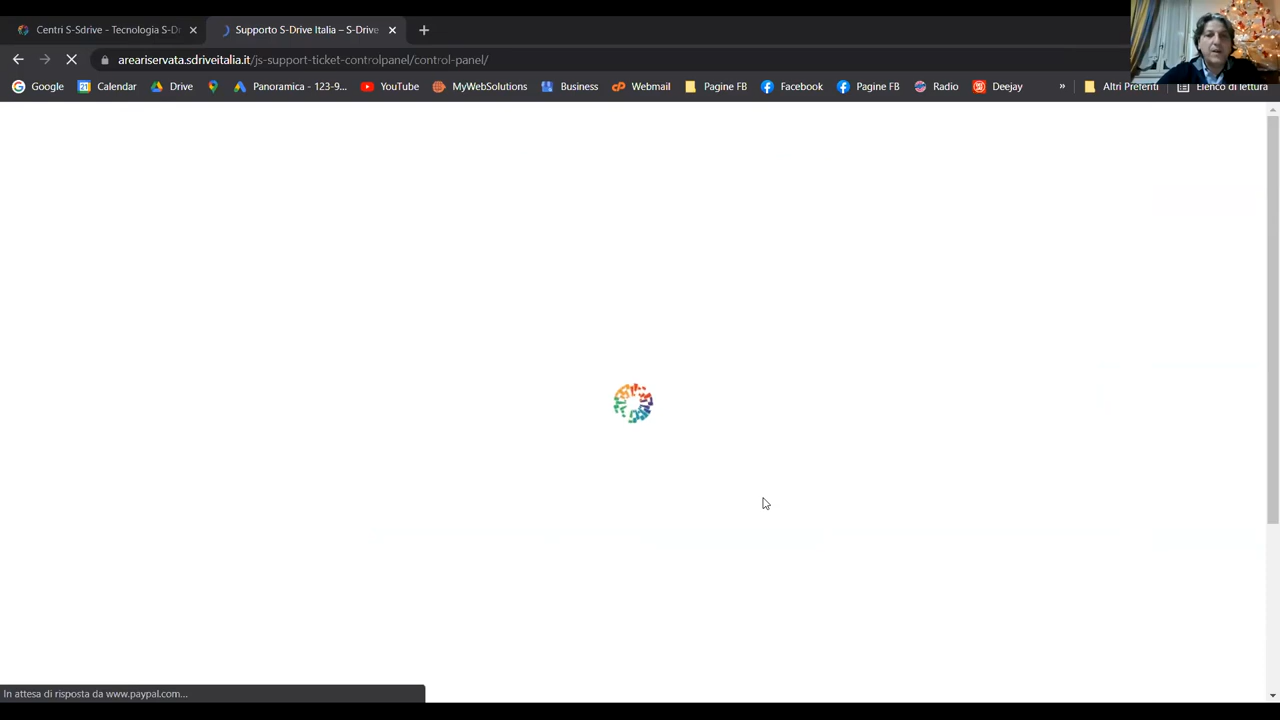 Centri S-Sdrive - Tecnologia S-Dr
Supporto S-Drive Italia – S-Drive
areariservata.sdriveitalia.it/js-support-ticket-controlpanel/control-panel/
Google Calendar Drive Panoramica - 123-9... YouTube MyWebSolutions Business Webmail Pagine FB Facebook Pagine FB Radio Deejay » Altri Preferiti Elenco di lettura
In attesa di risposta da www.paypal.com...